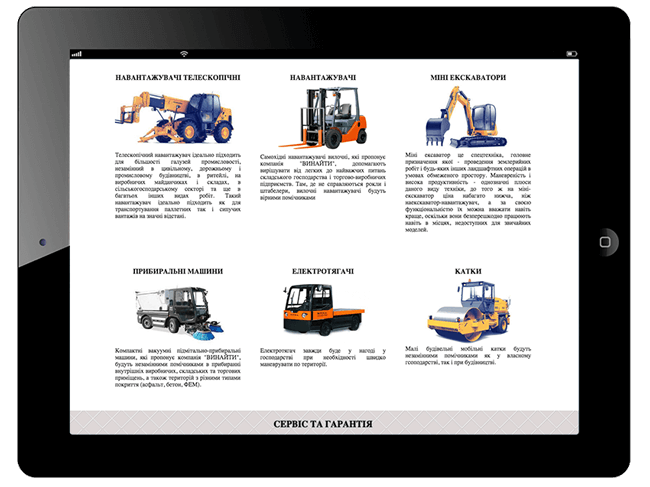 НАВАНТАЖУВАЧІ ТЕЛЕСКОПІЧНІ
Телескопічний навантажувач ідеально підходить
для більшості галузей промисловості,
незамінний в цивільному, дорожньому і
промисловому будівництві, в ритейлі, на
виробничих майданчиках і складах, в
сільськогосподарському секторі та ще в
багатьох інших видах робіт. Такий
навантажувач ідеально підходить як для
транспортування паллетних так і сипучих
вантажів на значні відстані.
НАВАНТАЖУВАЧІ
Самохідні навантажувачі вилочні, які пропонує
компанія "ВИНАЙТИ", допомагають
вирішувати від легких до найважчих питань
складського господарства і торгово-виробничих
підприємств. Там, де не справляються рокли і
штабелери, вилочні навантажувачі будуть
вірними помічниками
МІНІ ЕКСКАВАТОРИ
Міні екскаватор це спецтехніка, головне
призначення якої - проведення землерийних
робіт і будь-яких інших ландшафтних операцій в
умовах обмеженого простору. Маневреність і
висока продуктивність - однозначні плюси
даного виду техніки, до того ж на міні-
екскаватор ціна набагато нижча, ніж
наекскаватор-навантажувач, а за своєю
функціональністю їх можна вважати навіть
краще, оскільки вони безперешкодно працюють
навіть в місцях, недоступних для звичайних
моделей.
ПРИБИРАЛЬНІ МАШИНИ
Компактні вакуумні підмітально-прибиральні
машини, які пропонує компанія "ВИНАЙТИ",
будуть незамінними помічниками в прибиранні
внутрішніх виробничих, складських та торгових
приміщень, а також територій з різними типами
покриття (асфальт, бетон, ФЕМ).
ЕЛЕКТРОТЯГАЧІ
Електротягач завжди буде у нагоді у
господарстві при необхідності швидко
маневрувати по території.
КАТКИ
Малі будівельні мобільні катки будуть
незамінними помічниками як у власному
господарстві, так і при будівництві.
СЕРВІС ТА ГАРАНТІЯ